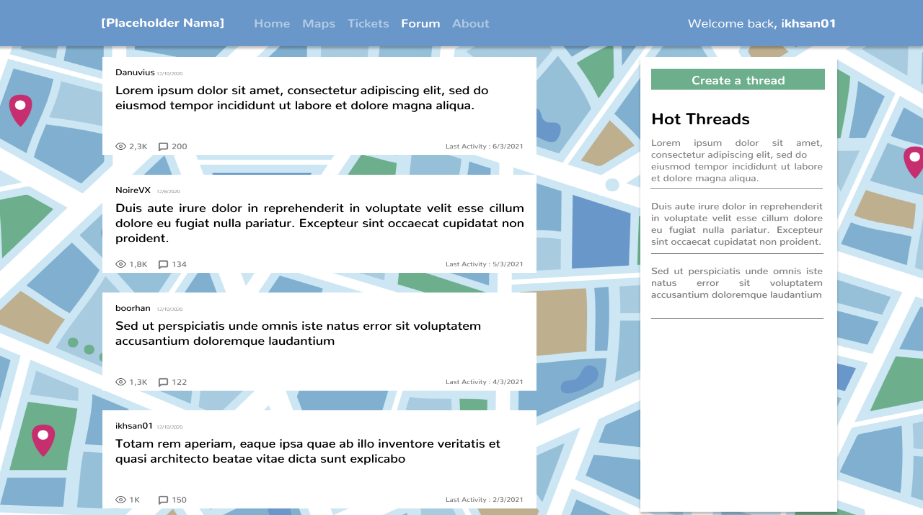 [Placeholder Nama] Home Maps Tickets Forum About Welcome back, ikhsan01
Danuvius 12/10/2020
Lorem ipsum dolor sit amet, consectetur adipiscing elit, sed do
eiusmod tempor incididunt ut labore et dolore magna aliqua.
2,3K 200 Last Activity : 6/3/2021
NoireVX
Duis aute irure dolor in reprehenderit in voluptate velit esse cillum
dolore eu fugiat nulla pariatur. Excepteur sint occaecat cupidatat non
proident.
1,8K 134 Last Activity : 5/3/2021
boorhan 12/10/2020
Sed ut perspiciatis unde omnis iste natus error sit voluptatem
accusantium doloremque laudantium
1,3K 122 Last Activity : 4/3/2021
ikhsan01 12/10/2020
Totam rem aperiam, eaque ipsa quae ab illo inventore veritatis et
quasi architecto beatae vitae dicta sunt explicabo
1K 150 Last Activity : 2/3/2021
Create a thread
Hot Threads
Lorem ipsum dolor sit amet,
consectetur adipiscing elit, sed do
eiusmod tempor incididunt ut labore
et dolore magna aliqua.
Duis aute irure dolor in reprehenderit
in voluptate velit esse cillum dolore
eu fugiat nulla pariatur. Excepteur
sint occaecat cupidatat non proident.
Sed ut perspiciatis unde omnis iste
natus error sit voluptatem
accusantium doloremque laudantium